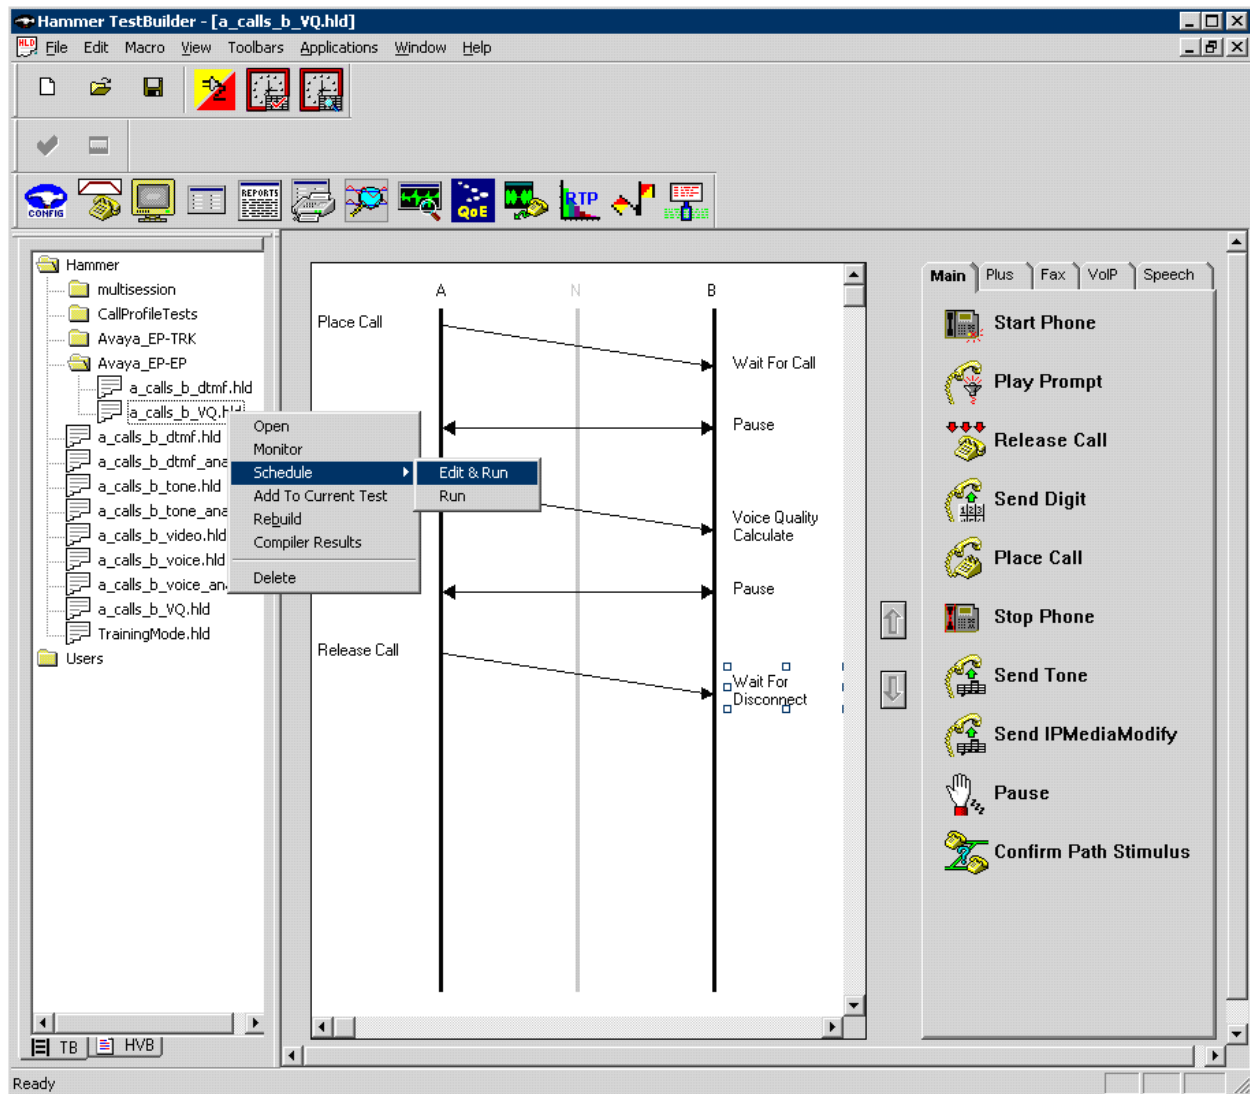 Hammer TestBuilder - [a_calls_b_VQ.hld]
HLD
File Edit Macro View Toolbars Applications Window Help
CONFIG
REPORTS
QoE
RTP
Hammer
multisession
CallProfileTests
Avaya_EP-TRK
Avaya_EP-EP
a_calls_b_dtmf.hld
a_calls_b_VQ.hld
a_calls_b_dtmf.hld
a_calls_b_dtmf_ana
a_calls_b_tone.hld
a_calls_b_tone_ana
a_calls_b_video.hld
a_calls_b_voice.hld
a_calls_b_voice_an
a_calls_b_VQ.hld
TrainingMode.hld
Users
TB HVB
Open
Monitor
Schedule
Add To Current Test
Rebuild
Compiler Results
Delete
Edit & Run
Run
A N B
Place Call
Wait For Call
Pause
Voice Quality
Calculate
Pause
Release Call
Wait For
Disconnect
Main Plus Fax VoIP Speech
Start Phone
Play Prompt
Release Call
Send Digit
Place Call
Stop Phone
Send Tone
Send IPMediaModify
Pause
Confirm Path Stimulus
Ready